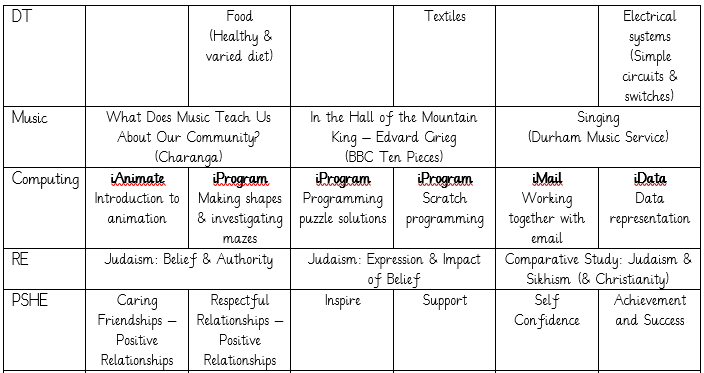 DT
Food
(Healthy &
varied diet)
Textiles
Electrical
systems
(Simple
circuits &
switches)
Music
What Does Music Teach Us
About Our Community?
(Charanga)
In the Hall of the Mountain
King – Edvard Grieg
(BBC Ten Pieces)
Singing
(Durham Music Service)
Computing
iAnimate
Introduction to
animation
iProgram
Making shapes
& investigating
mazes
iProgram
Programming
puzzle solutions
iProgram
Scratch
programming
iMail
Working
together with
email
iData
Data
representation
RE
Judaism: Belief & Authority
Judaism: Expression & Impact
of Belief
Comparative Study: Judaism &
Sikhism (& Christianity)
PSHE
Caring
Friendships –
Positive
Relationships
Respectful
Relationships –
Positive
Relationships
Inspire
Support
Self
Confidence
Achievement
and Success